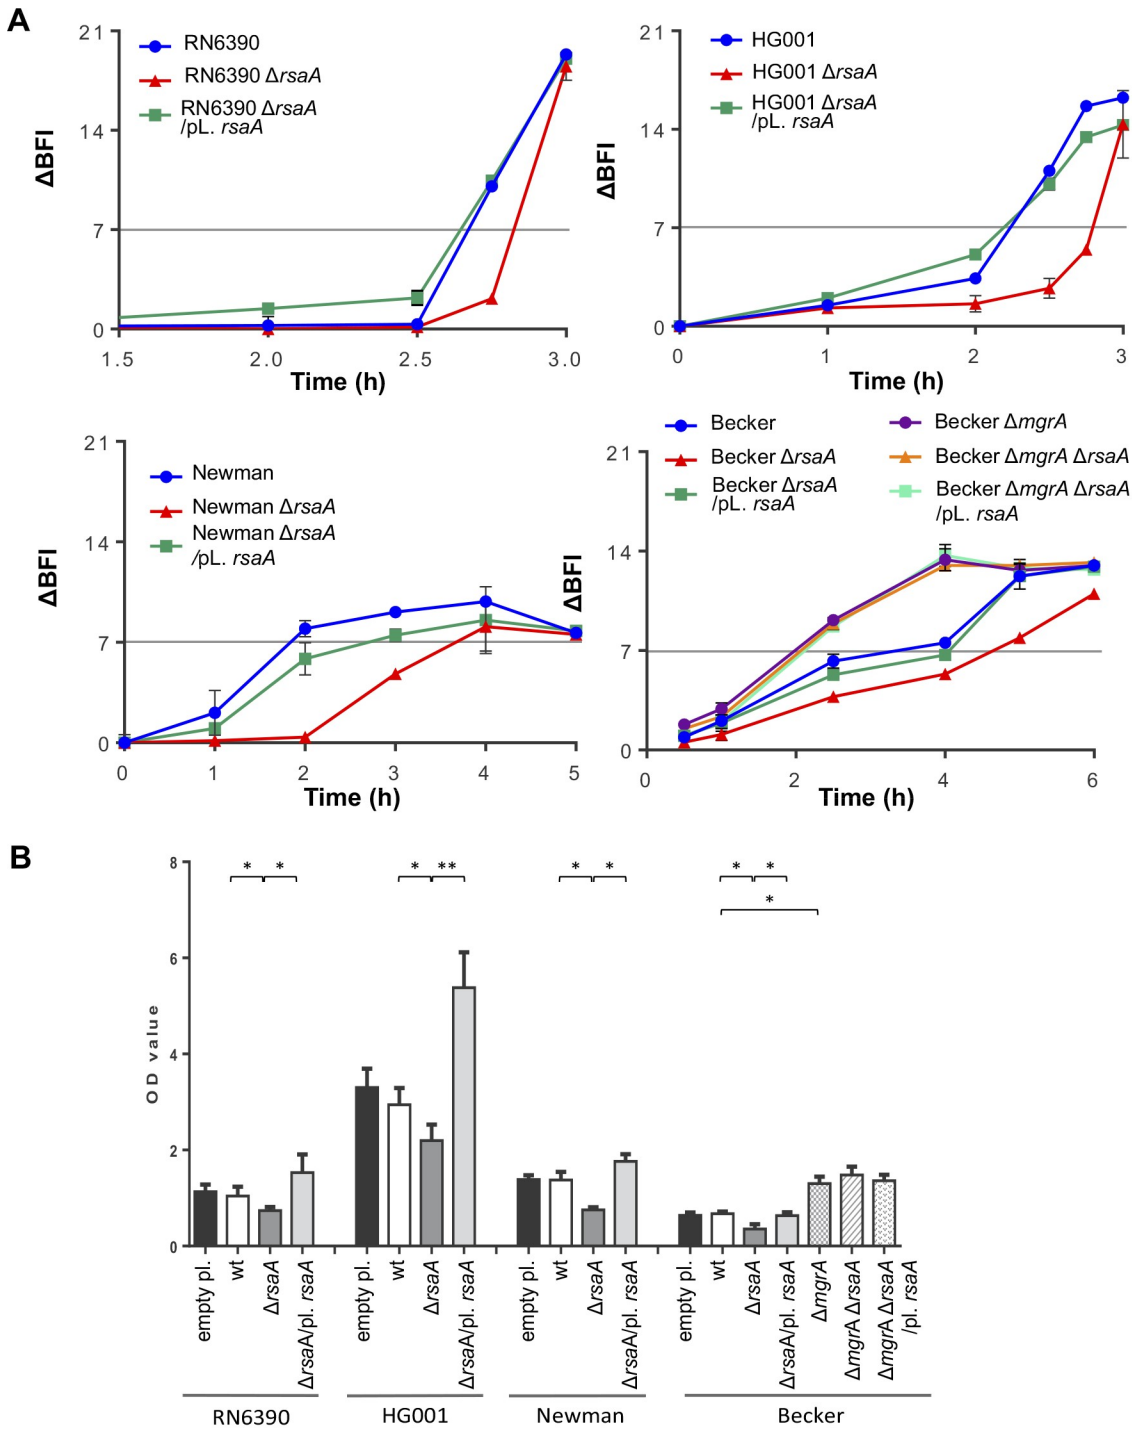 A
21
14
7
0
ΔBFI
RN6390
RN6390 ΔrsaA
RN6390 ΔrsaA
/pL. rsaA
1.5
2.0
2.5
3.0
Time (h)
21
14
7
0
ΔBFI
HG001
HG001 ΔrsaA
HG001 ΔrsaA
/pL. rsaA
0
1
2
3
Time (h)
21
14
7
0
ΔBFI
Newman
Newman ΔrsaA
Newman ΔrsaA
/pL. rsaA
0
1
2
3
4
5
Time (h)
Becker
Becker ΔrsaA
Becker ΔrsaA
/pL. rsaA
Becker ΔmgrA
Becker ΔmgrA ΔrsaA
Becker ΔmgrA ΔrsaA
/pL. rsaA
21
14
7
0
ΔBFI
0
2
4
6
Time (h)
B
8
6
4
2
0
OD value
* *
* **
* *
* *
*
empty pl.
wt
ΔrsaA
ΔrsaA/pl. rsaA
empty pl.
wt
ΔrsaA
ΔrsaA/pl. rsaA
empty pl.
wt
ΔrsaA
ΔrsaA/pl. rsaA
empty pl.
wt
ΔrsaA
ΔrsaA/pl. rsaA
ΔmgrA
ΔmgrA ΔrsaA
ΔmgrA ΔrsaA
/pl. rsaA
RN6390
HG001
Newman
Becker